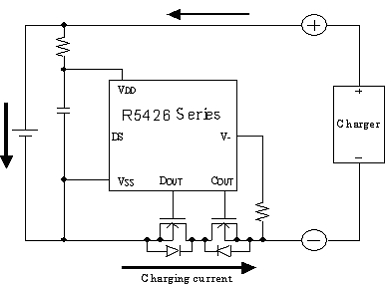 +
VDD
R5426 Series
DS
V-
VSS
DOUT
COUT
+
Charger
−
−
Charging current